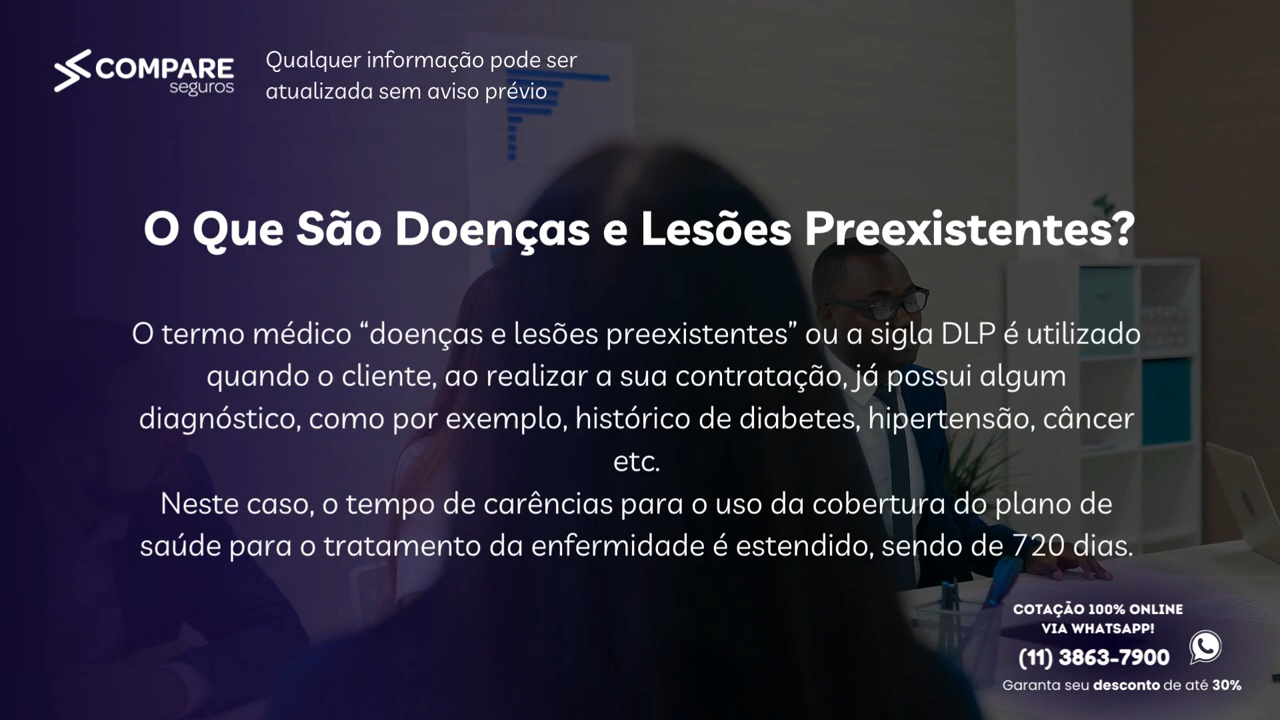 COMPARE
seguros
Qualquer informação pode ser
atualizada sem aviso prévio
O Que São Doenças e Lesões Preexistentes?
O termo médico “doenças e lesões preexistentes” ou a sigla DLP é utilizado
quando o cliente, ao realizar a sua contratação, já possui algum
diagnóstico, como por exemplo, histórico de diabetes, hipertensão, câncer
etc.
Neste caso, o tempo de carências para o uso da cobertura do plano de
saúde para o tratamento da enfermidade é estendido, sendo de 720 dias.
COTAÇÃO 100% ONLINE
VIA WHATSAPP!
(11) 3863-7900
Garanta seu desconto de até 30%